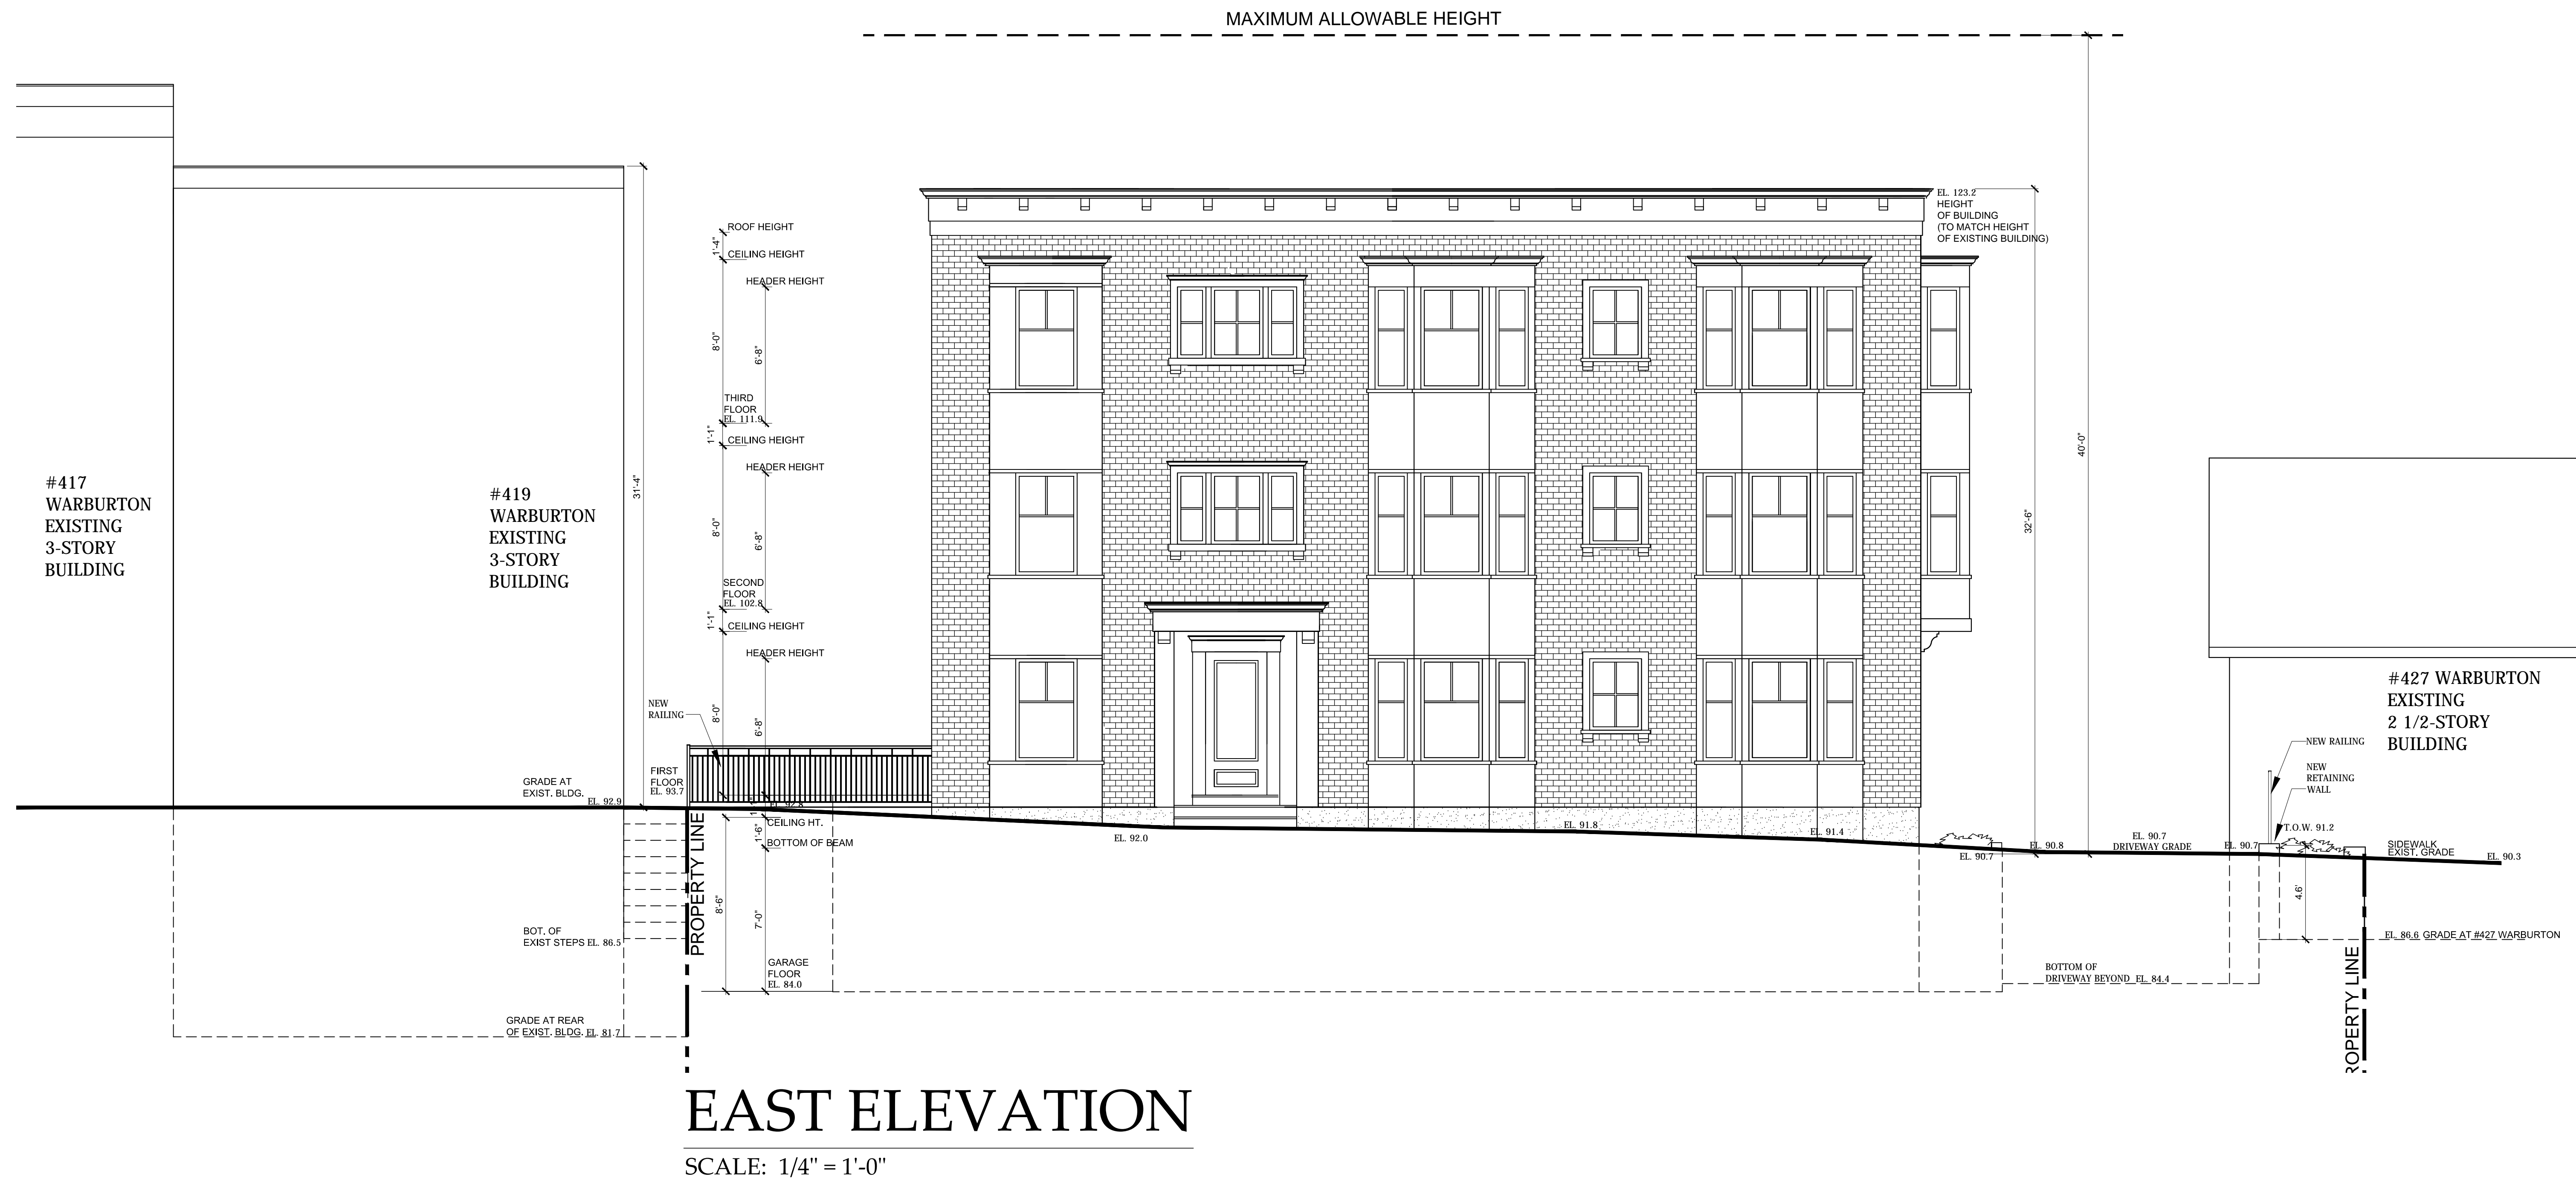 MAXIMUM ALLOWABLE HEIGHT
EL. 123.2
HEIGHT
OF BUILDING
(TO MATCH HEIGHT
OF EXISTING BUILDING)
ROOF HEIGHT
1'-4"
CEILING HEIGHT
HEADER HEIGHT
8'-0"
6'-8"
THIRD
FLOOR
EL. 111.9
1'-1"
CEILING HEIGHT
HEADER HEIGHT
8'-0"
6'-8"
SECOND
FLOOR
EL. 102.8
1'-1"
CEILING HEIGHT
HEADER HEIGHT
8'-0"
6'-8"
31'-4"
40'-0"
32'-6"
#417
WARBURTON
EXISTING
3-STORY
BUILDING
#419
WARBURTON
EXISTING
3-STORY
BUILDING
#427 WARBURTON
EXISTING
2 1/2-STORY
BUILDING
NEW
RAILING
NEW RAILING
NEW
RETAINING
WALL
GRADE AT
EXIST. BLDG.
EL. 92.9
FIRST
FLOOR
EL. 93.7
EL. 92.8
CEILING HT.
1'-6"
BOTTOM OF BEAM
EL. 92.0
EL. 91.8
EL. 91.4
EL. 90.7
EL. 90.8
EL. 90.7
DRIVEWAY GRADE
EL. 90.7
T.O.W. 91.2
SIDEWALK
EXIST. GRADE
EL. 90.3
PROPERTY LINE
8'-6"
7'-0"
4.6'
BOT. OF
EXIST STEPS EL. 86.5
EL. 86.6 GRADE AT #427 WARBURTON
GARAGE
FLOOR
EL. 84.0
BOTTOM OF
DRIVEWAY BEYOND EL. 84.4
GRADE AT REAR
OF EXIST. BLDG. EL. 81.7
ROPERTY LINE
EAST ELEVATION
SCALE: 1/4" = 1'-0"